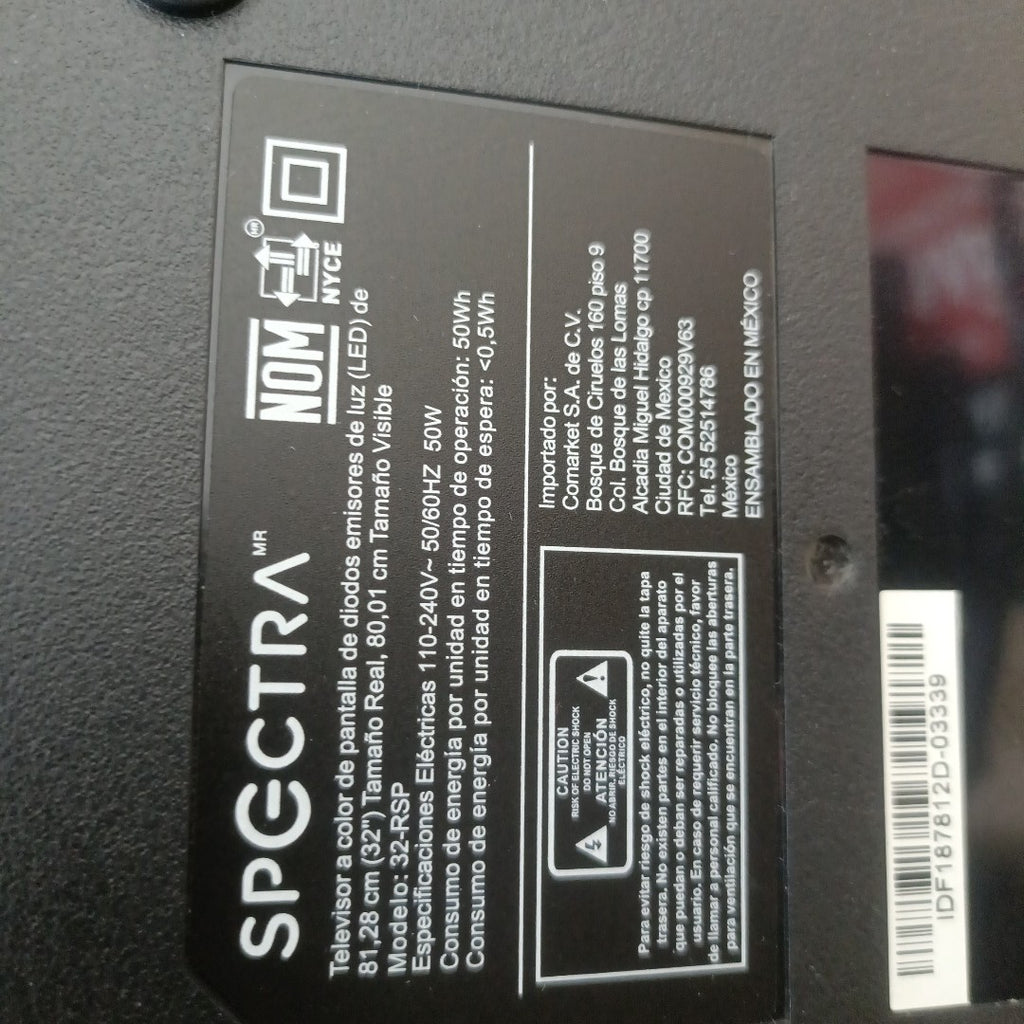 SPECTRA MR
NOM NYCE MR
Televisor a color de pantalla de diodos emisores de luz (LED) de
81,28 cm (32") Tamaño Real, 80,01 cm Tamaño Visible
Modelo: 32-RSP
Especificaciones Eléctricas 110-240V~ 50/60HZ 50W
Consumo de energía por unidad en tiempo de operación: 50Wh
Consumo de energía por unidad en tiempo de espera: <0,5Wh
CAUTION
RISK OF ELECTRIC SHOCK
DO NOT OPEN
ATENCIÓN
NO ABRIR, RIESGO DE SHOCK
ELÉCTRICO
Para evitar riesgo de shock eléctrico, no quite la tapa
trasera. No existen partes en el interior del aparato
que puedan o deban ser reparadas o utilizadas por el
usuario. En caso de requerir servicio técnico, favor
de llamar a personal calificado. No bloquee las aberturas
para ventilación que se encuentran en la parte trasera.
Importado por:
Comarket S.A. de C.V.
Bosque de Ciruelos 160 piso 9
Col. Bosque de las Lomas
Alcadia Miguel Hidalgo cp 11700
Ciudad de Mexico
RFC: COM000929V63
Tel. 55 52514786
México
ENSAMBLADO EN MÉXICO
IDF187812D-03339